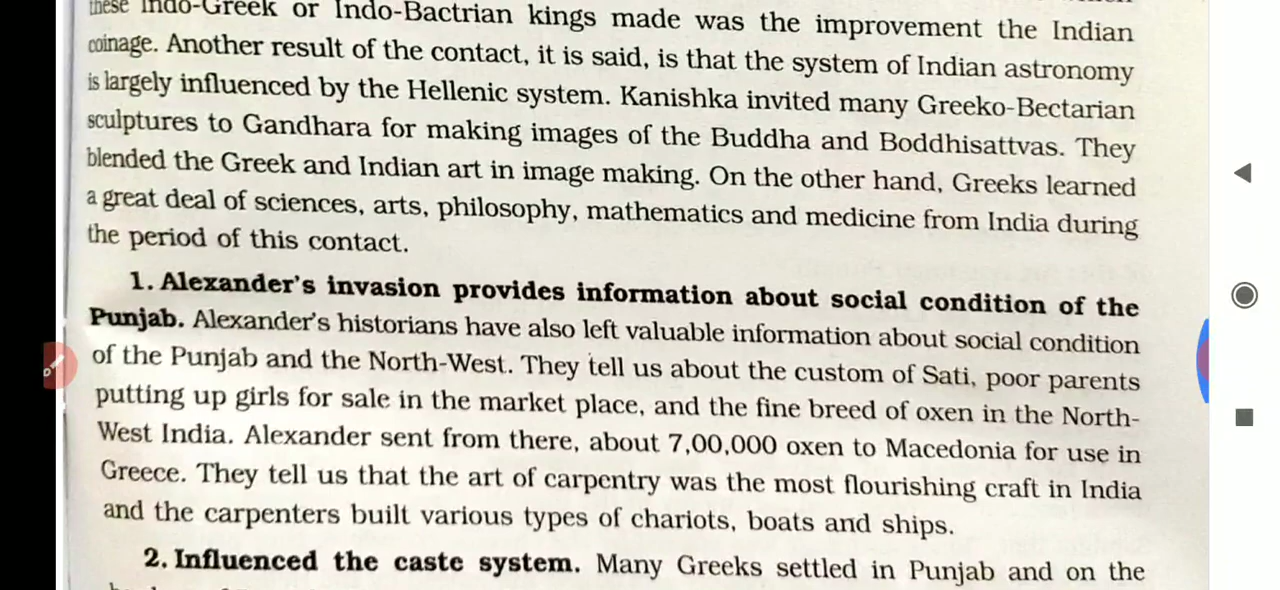 these Indo-Greek or Indo-Bactrian kings made was the improvement the Indian
coinage. Another result of the contact, it is said, is that the system of Indian astronomy
is largely influenced by the Hellenic system. Kanishka invited many Greeko-Bectarian
sculptures to Gandhara for making images of the Buddha and Boddhisattvas. They
blended the Greek and Indian art in image making. On the other hand, Greeks learned
a great deal of sciences, arts, philosophy, mathematics and medicine from India during
the period of this contact.
1. Alexander's invasion provides information about social condition of the
Punjab. Alexander's historians have also left valuable information about social condition
of the Punjab and the North-West. They tell us about the custom of Sati, poor parents
putting up girls for sale in the market place, and the fine breed of oxen in the North-
West India. Alexander sent from there, about 7,00,000 oxen to Macedonia for use in
Greece. They tell us that the art of carpentry was the most flourishing craft in India
and the carpenters built various types of chariots, boats and ships.
2. Influenced the caste system. Many Greeks settled in Punjab and on the